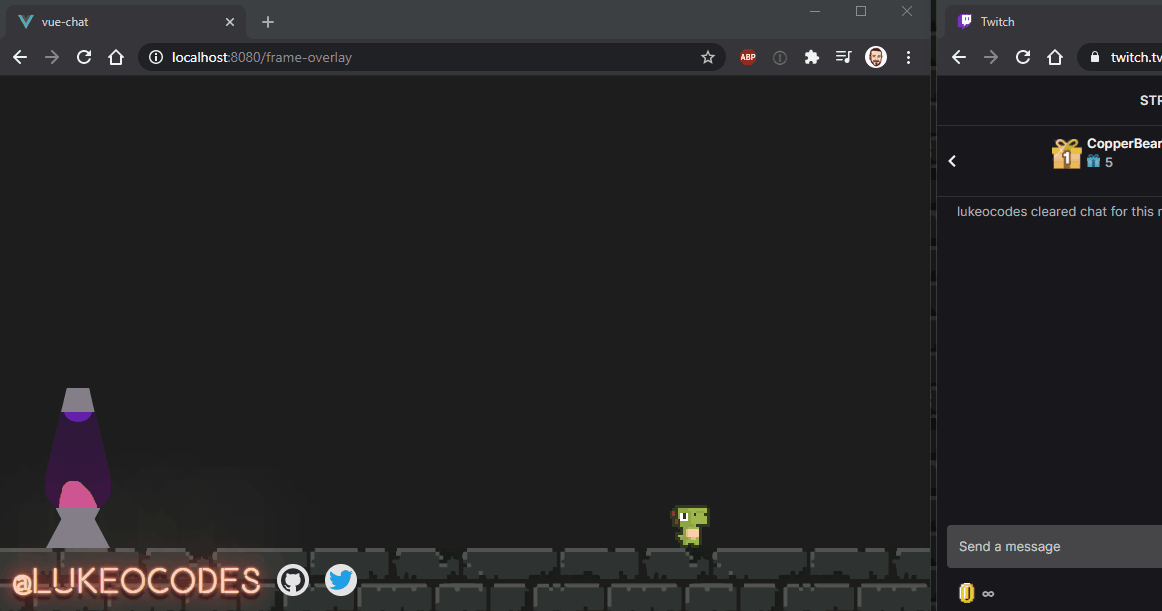 vue-chat
Twitch
localhost:8080/frame-overlay
ABP
twitch.tv
STR
CopperBear
1
5
lukeocodes cleared chat for this r
Send a message
∞
@LUKEOCODES